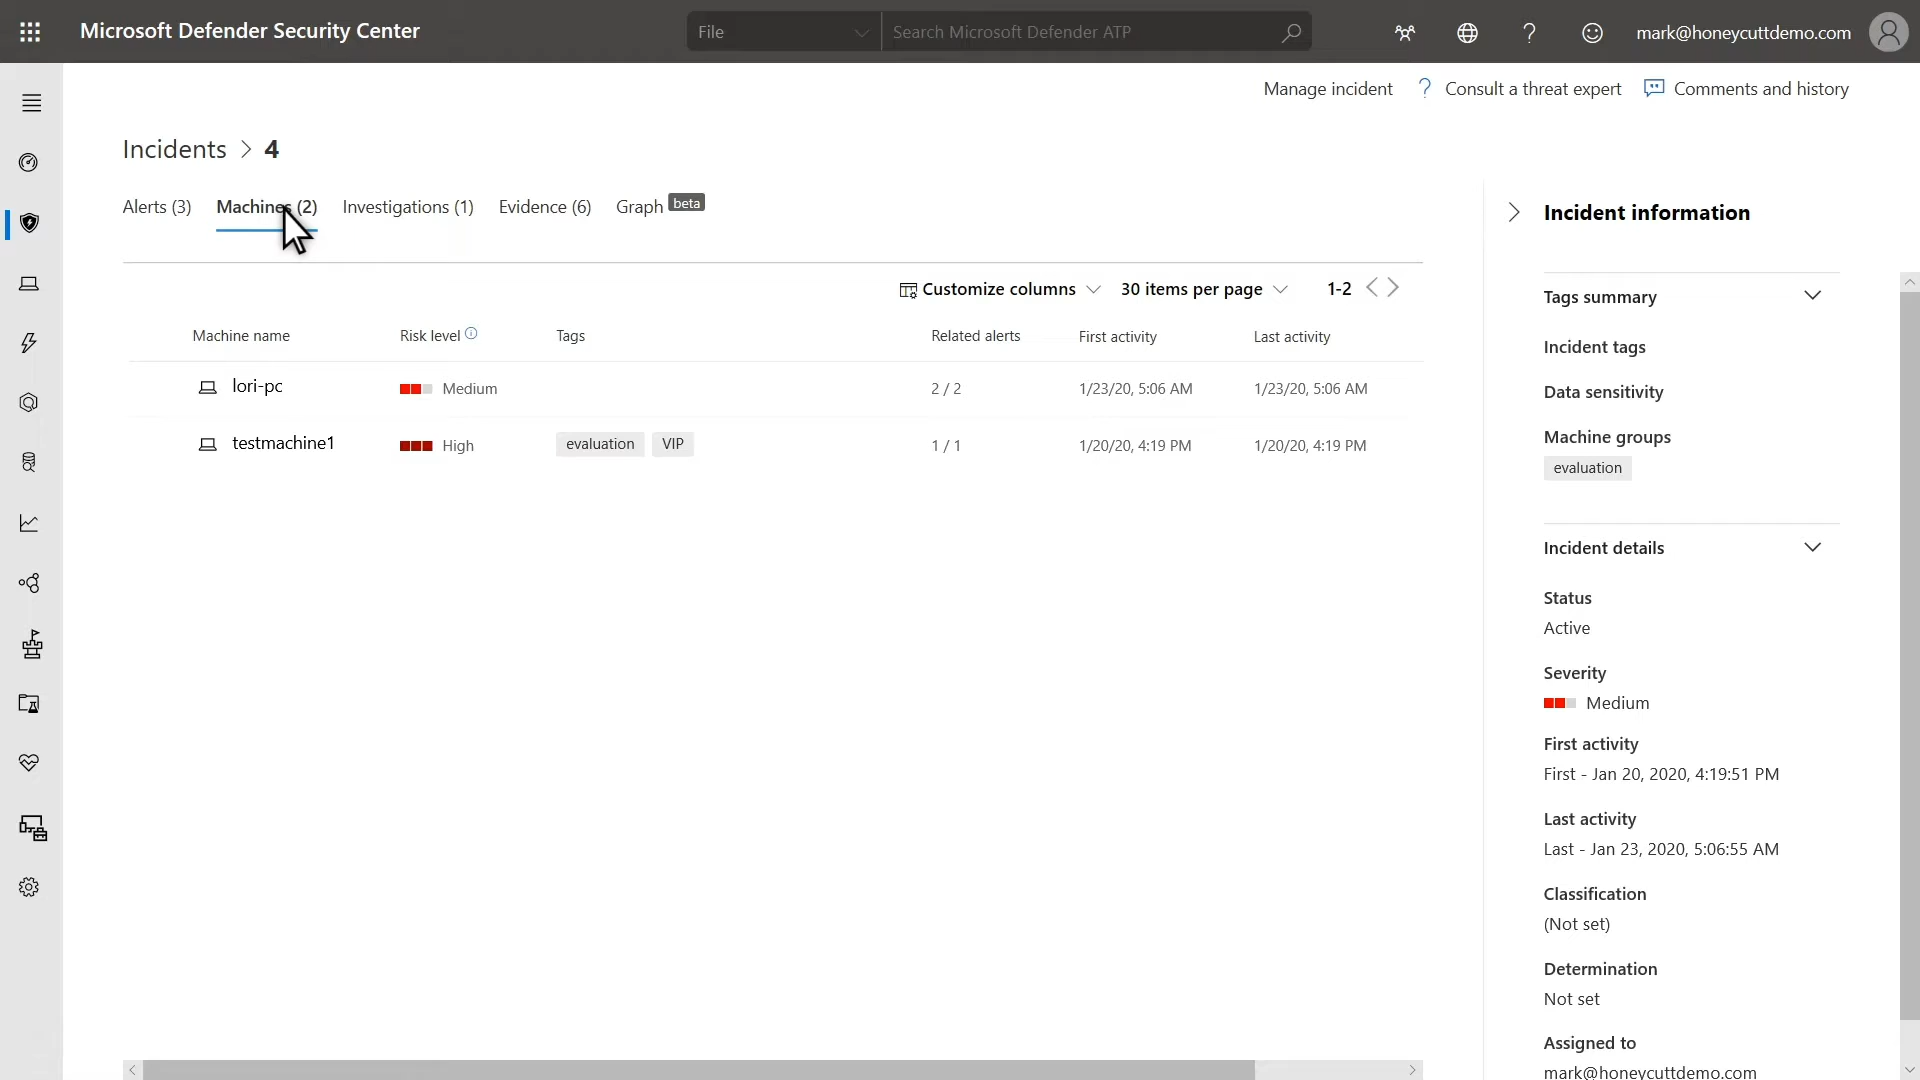 Microsoft Defender Security Center
File
Search Microsoft Defender ATP
mark@honeycuttdemo.com
Manage incident
? Consult a threat expert
Comments and history
Incidents > 4
Alerts (3)
Machines (2)
Investigations (1)
Evidence (6)
Graph beta
Customize columns
30 items per page
1-2
Machine name Risk level Tags Related alerts First activity Last activity
lori-pc Medium 2 / 2 1/23/20, 5:06 AM 1/23/20, 5:06 AM
testmachine1 High evaluation VIP 1 / 1 1/20/20, 4:19 PM 1/20/20, 4:19 PM
Incident information
Tags summary
Incident tags
Data sensitivity
Machine groups
evaluation
Incident details
Status
Active
Severity
Medium
First activity
First - Jan 20, 2020, 4:19:51 PM
Last activity
Last - Jan 23, 2020, 5:06:55 AM
Classification
(Not set)
Determination
Not set
Assigned to
mark@honeycuttdemo.com